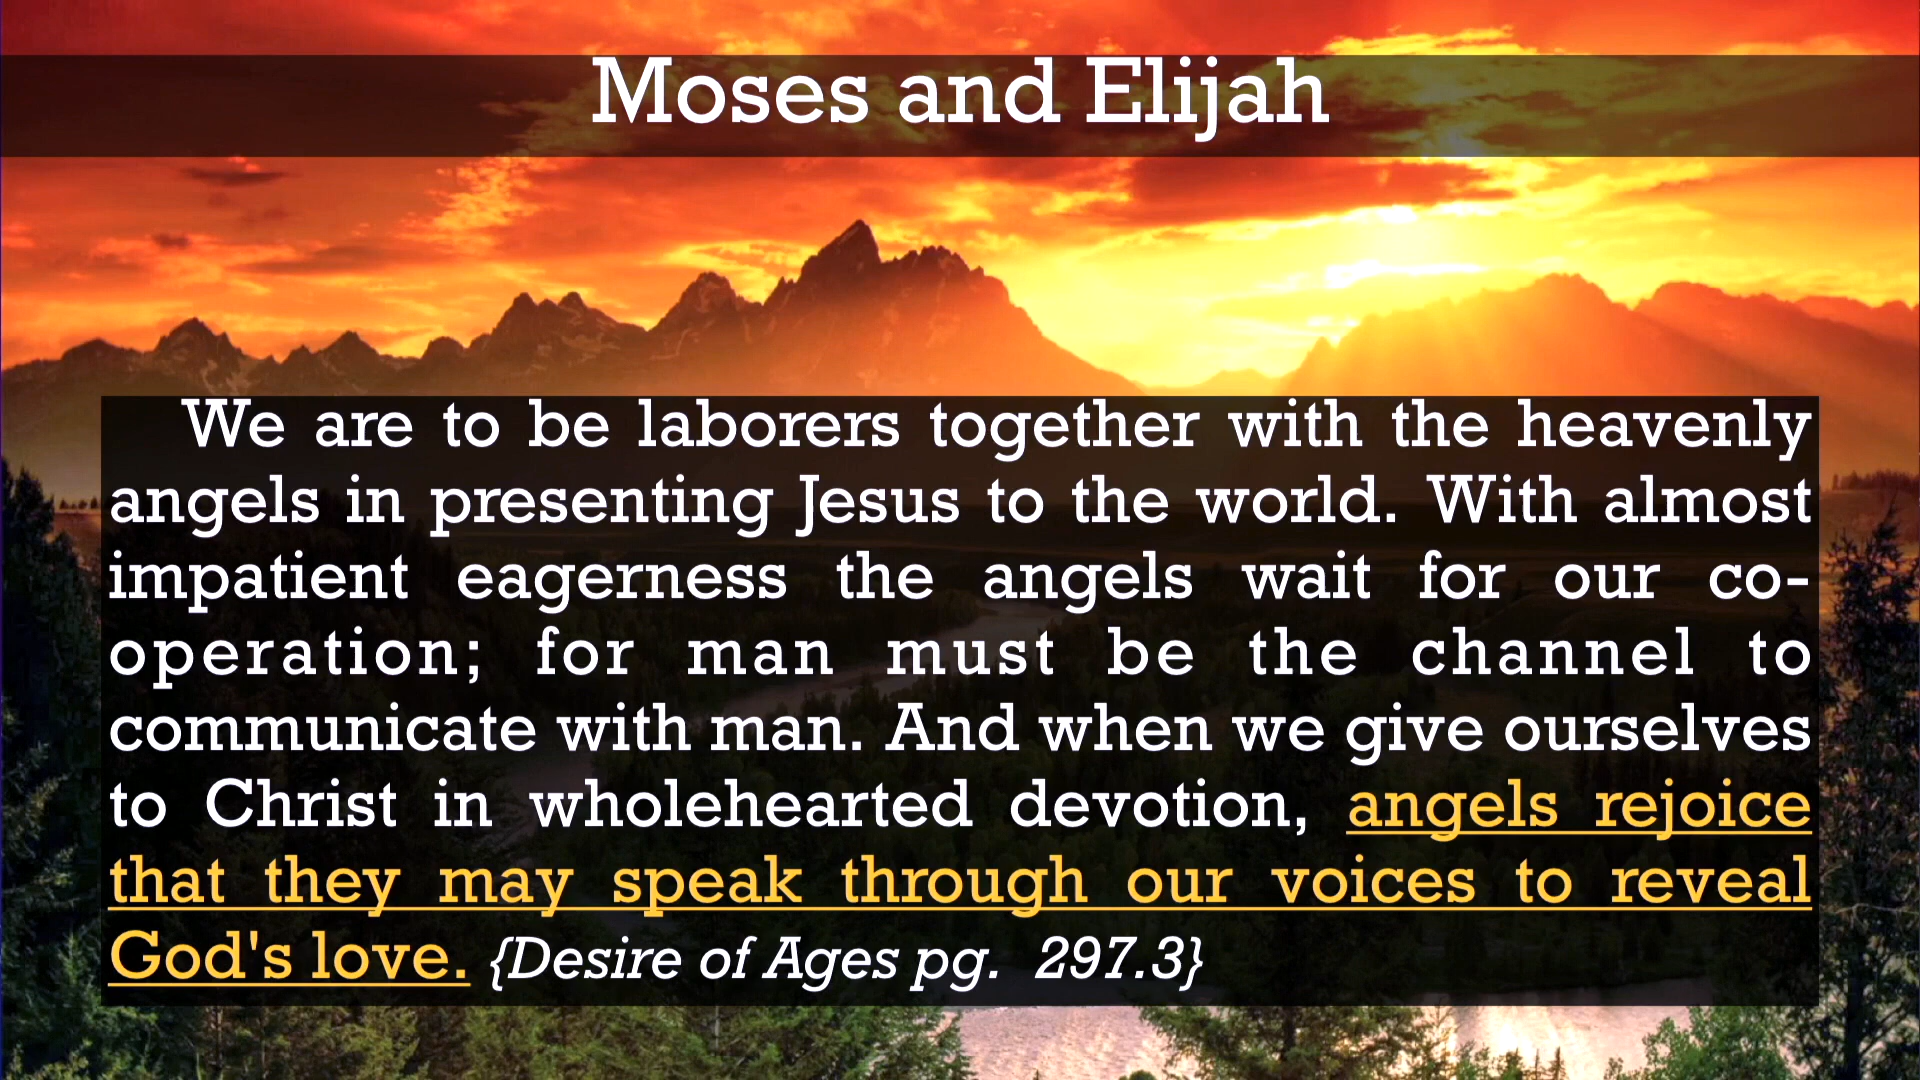 Moses and Elijah
We are to be laborers together with the heavenly
angels in presenting Jesus to the world. With almost
impatient eagerness the angels wait for our co-
operation; for man must be the channel to
communicate with man. And when we give ourselves
to Christ in wholehearted devotion, angels rejoice
that they may speak through our voices to reveal
God's love. {Desire of Ages pg.  297.3}